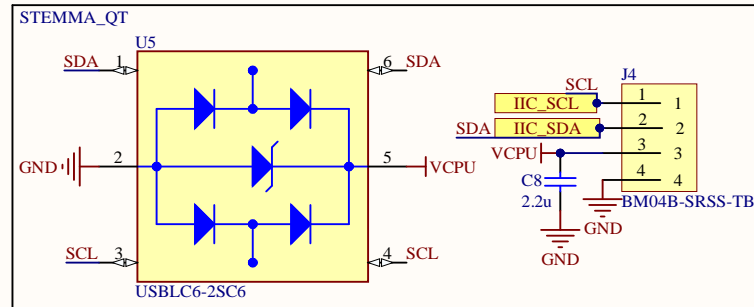 STEMMA_QT
U5
SDA 1 6 SDA
GND 2 5 VCPU
SCL 3 4 SCL
USBLC6-2SC6
J4
SCL
IIC_SCL 1 1
SDA IIC_SDA 2 2
VCPU 3 3
C8 4 4
2.2u BM04B-SRSS-TB
GND
GND